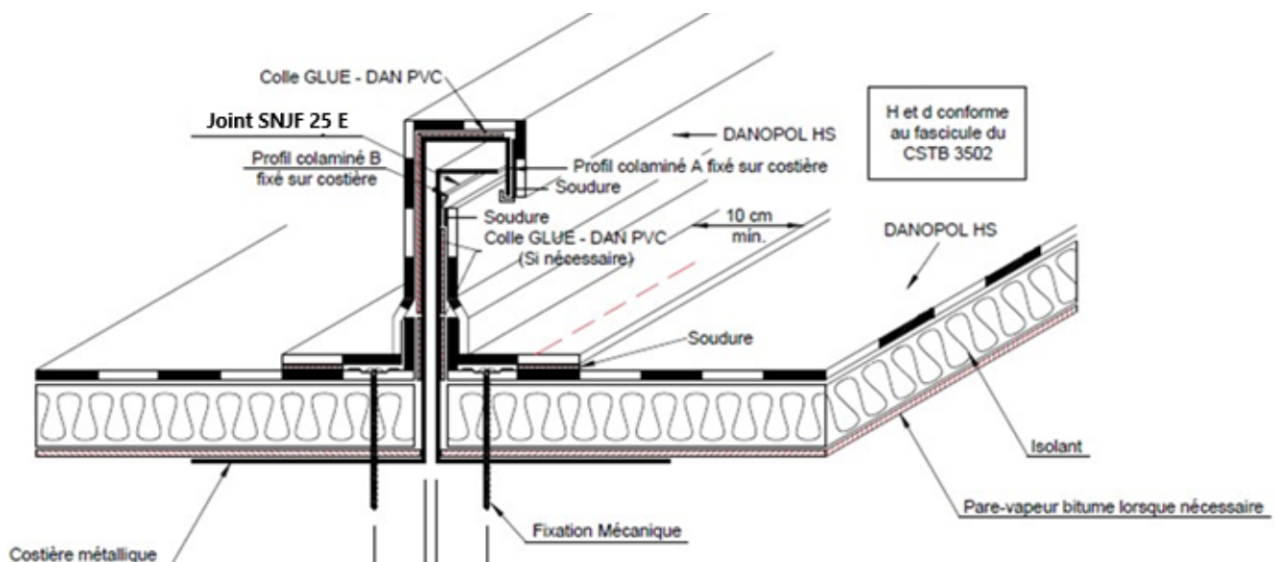 Colle GLUE - DAN PVC
Joint SNJF 25 E
Profil colaminé B
fixé sur costière
DANOPOL HS
Profil colaminé A fixé sur costière
Soudure
Soudure
Colle GLUE - DAN PVC
(Si nécessaire)
10 cm
min.
H et d conforme
au fascicule du
CSTB 3502
DANOPOL HS
Soudure
Isolant
Pare-vapeur bitume lorsque nécessaire
Fixation Mécanique
Costière métallique